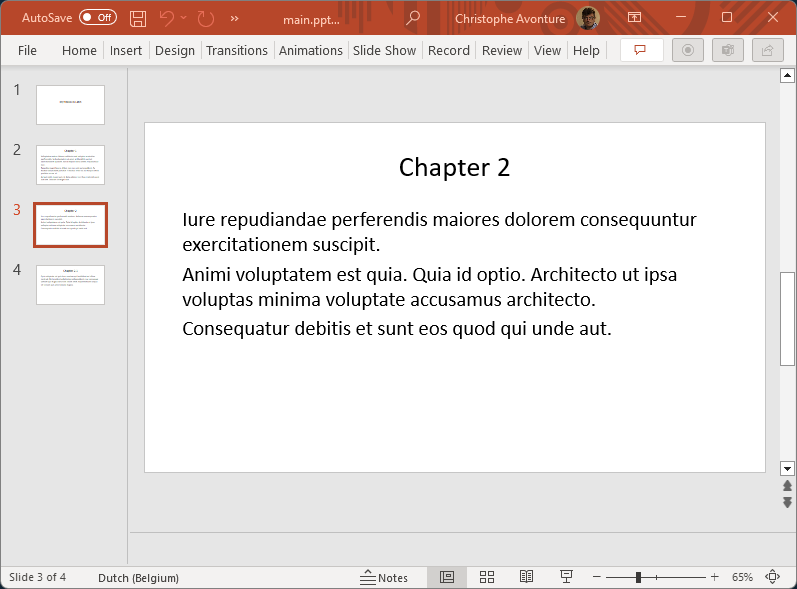 AutoSave Off main.ppt... Christophe Avonture
File Home Insert Design Transitions Animations Slide Show Record Review View Help
1
2
3
4
Chapter 2
Iure repudiandae perferendis maiores dolorem consequuntur
exercitationem suscipit.
Animi voluptatem est quia. Quia id optio. Architecto ut ipsa
voluptas minima voluptate accusamus architecto.
Consequatur debitis et sunt eos quod qui unde aut.
Slide 3 of 4 Dutch (Belgium) Notes 65%